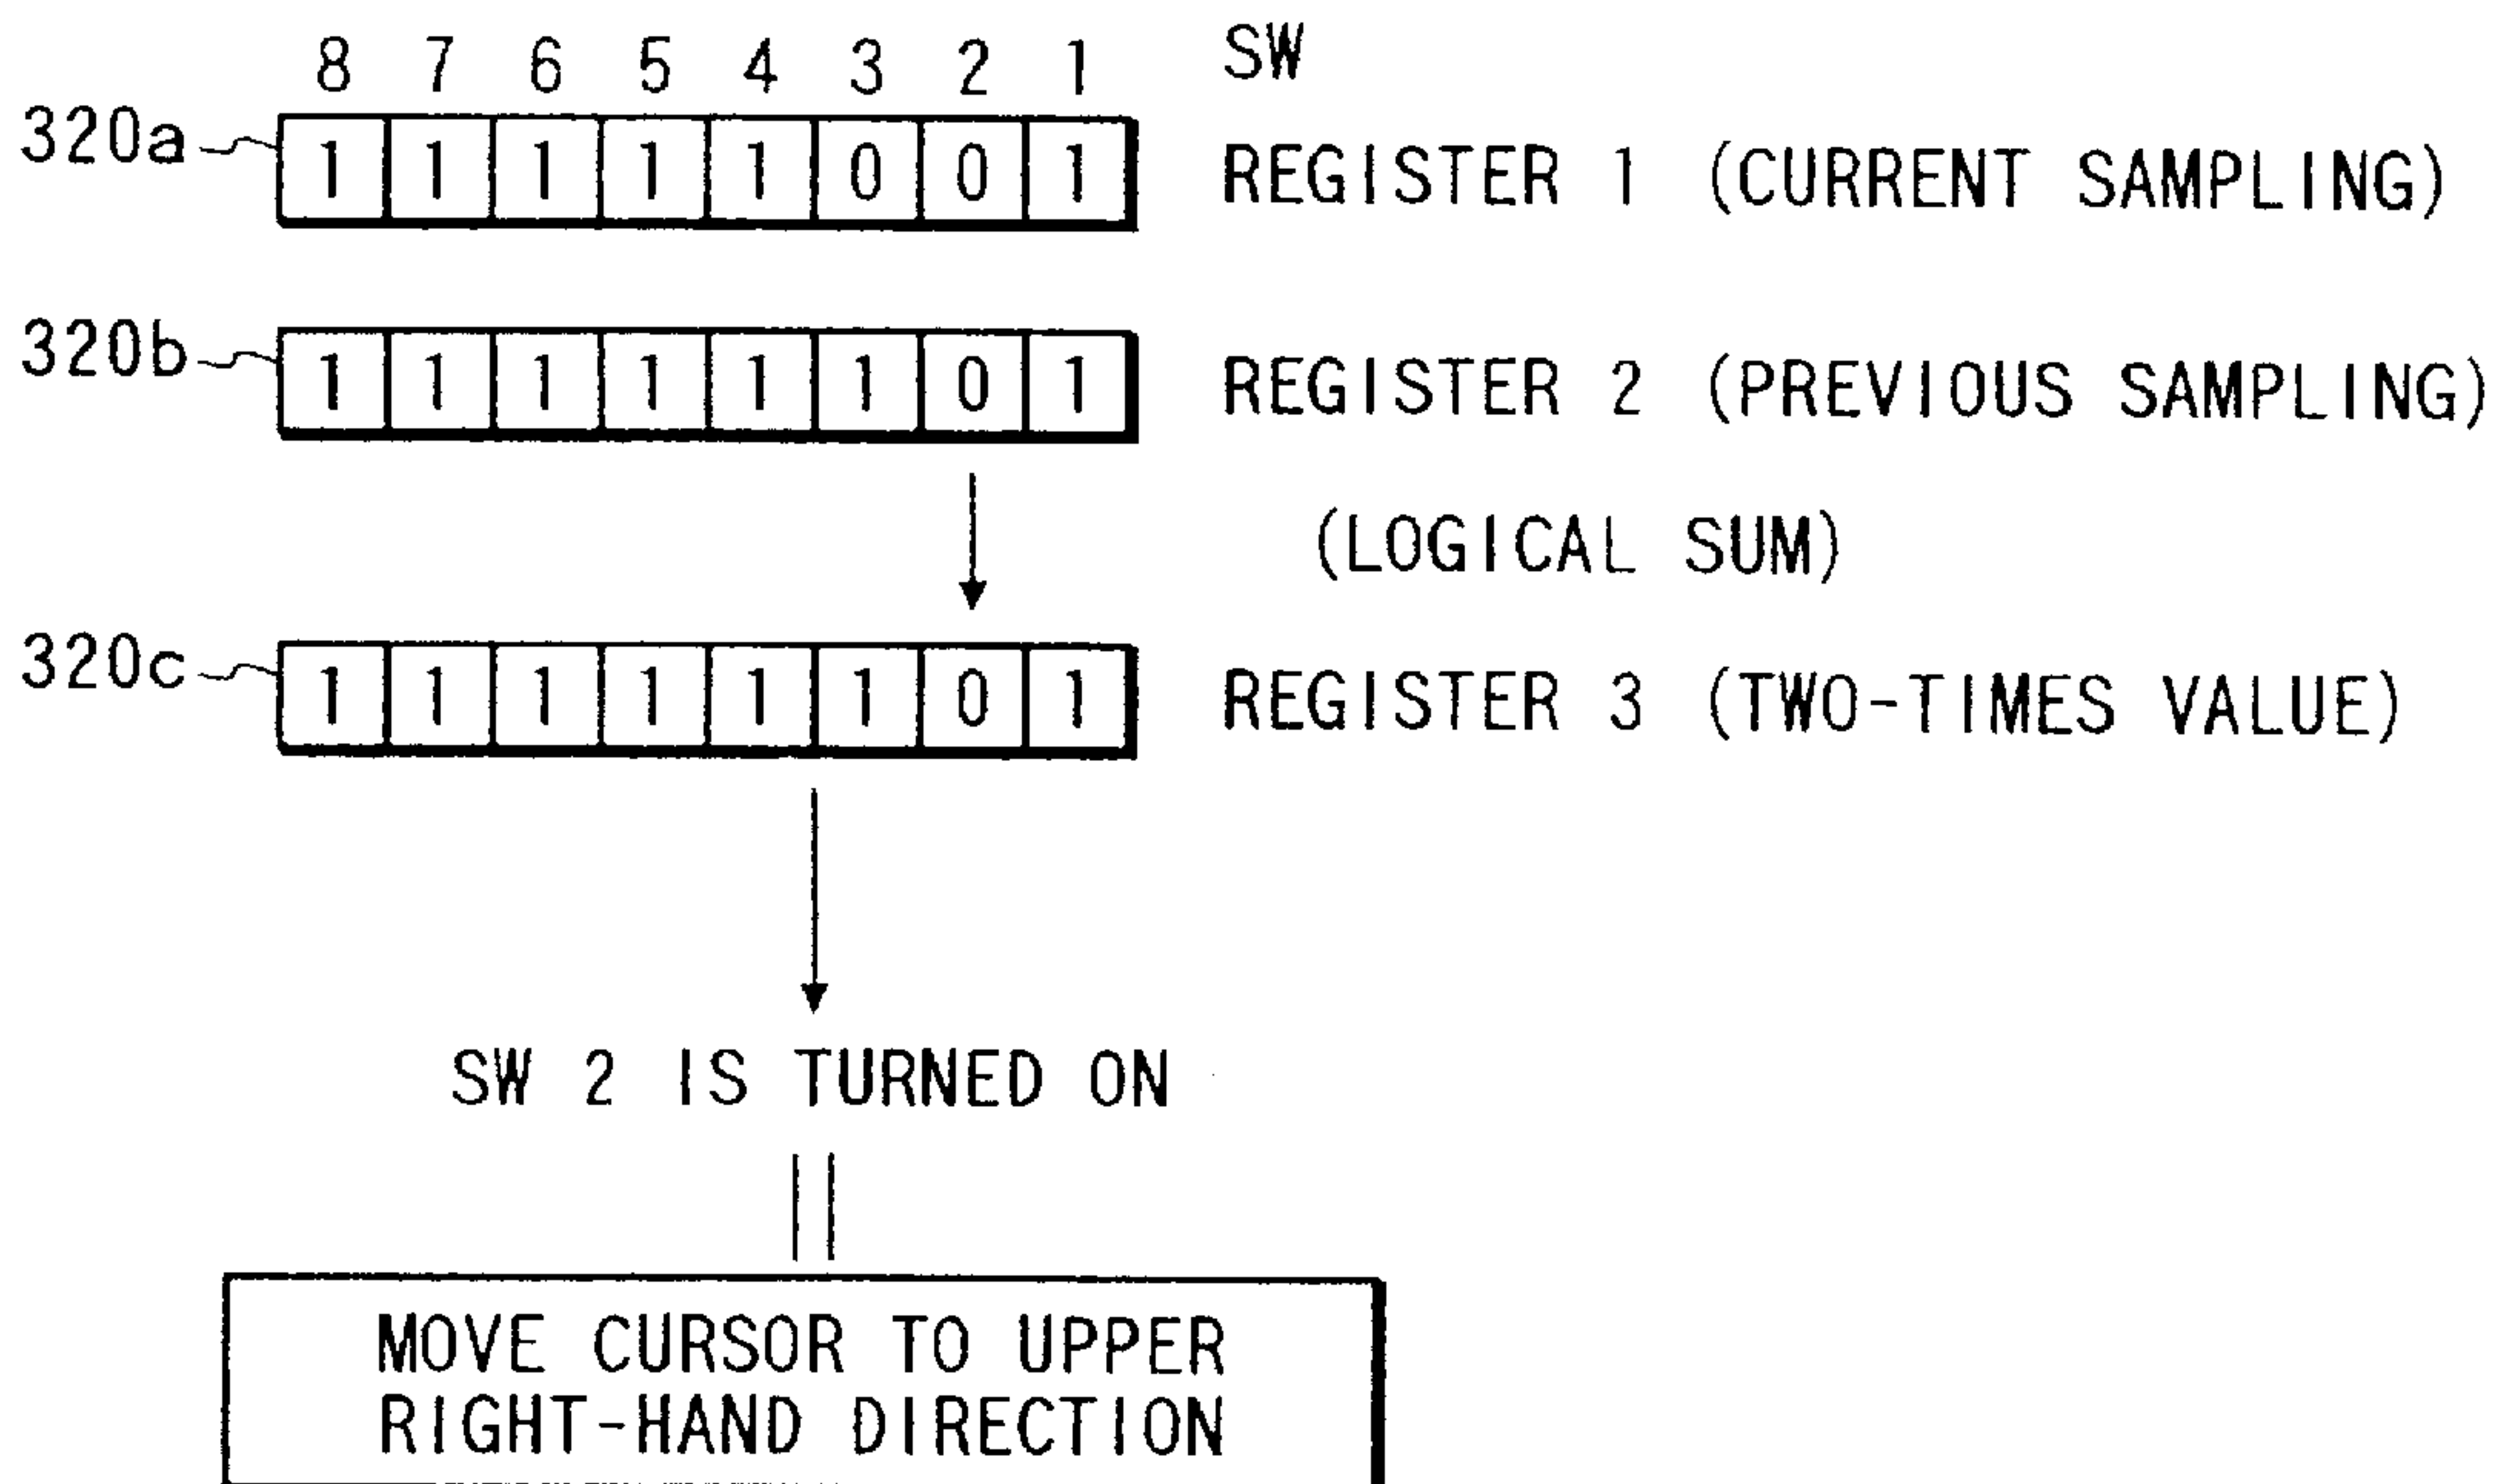 8 7 6 5 4 3 2 1 SW
320a 1 1 1 1 1 0 0 1 REGISTER 1 (CURRENT SAMPLING)
320b 1 1 1 1 1 1 0 1 REGISTER 2 (PREVIOUS SAMPLING)
(LOGICAL SUM)
320c 1 1 1 1 1 1 0 1 REGISTER 3 (TWO-TIMES VALUE)
SW 2 IS TURNED ON
MOVE CURSOR TO UPPER
RIGHT-HAND DIRECTION